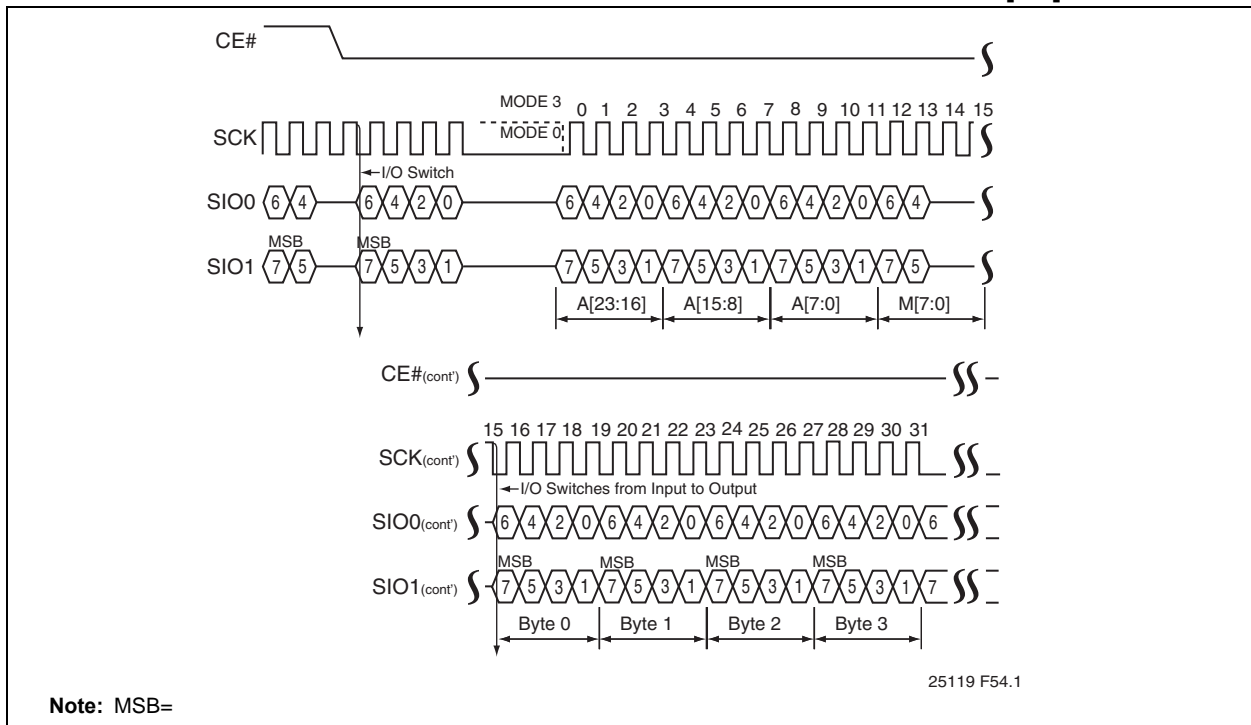 CE#
MODE 3
0 1 2 3 4 5 6 7 8 9 10 11 12 13 14 15
SCK
MODE 0
I/O Switch
SIO0 6 4 6 4 2 0 6 4 2 0 6 4 2 0 6 4 2 0 6 4
MSB MSB
SIO1 7 5 7 5 3 1 7 5 3 1 7 5 3 1 7 5 3 1 7 5
A[23:16] A[15:8] A[7:0] M[7:0]
CE#(cont')
15 16 17 18 19 20 21 22 23 24 25 26 27 28 29 30 31
SCK(cont')
I/O Switches from Input to Output
SIO0(cont') 6 4 2 0 6 4 2 0 6 4 2 0 6 4 2 0 6
MSB MSB MSB MSB
SIO1(cont') 7 5 3 1 7 5 3 1 7 5 3 1 7 5 3 1 7
Byte 0 Byte 1 Byte 2 Byte 3
25119 F54.1
Note: MSB=